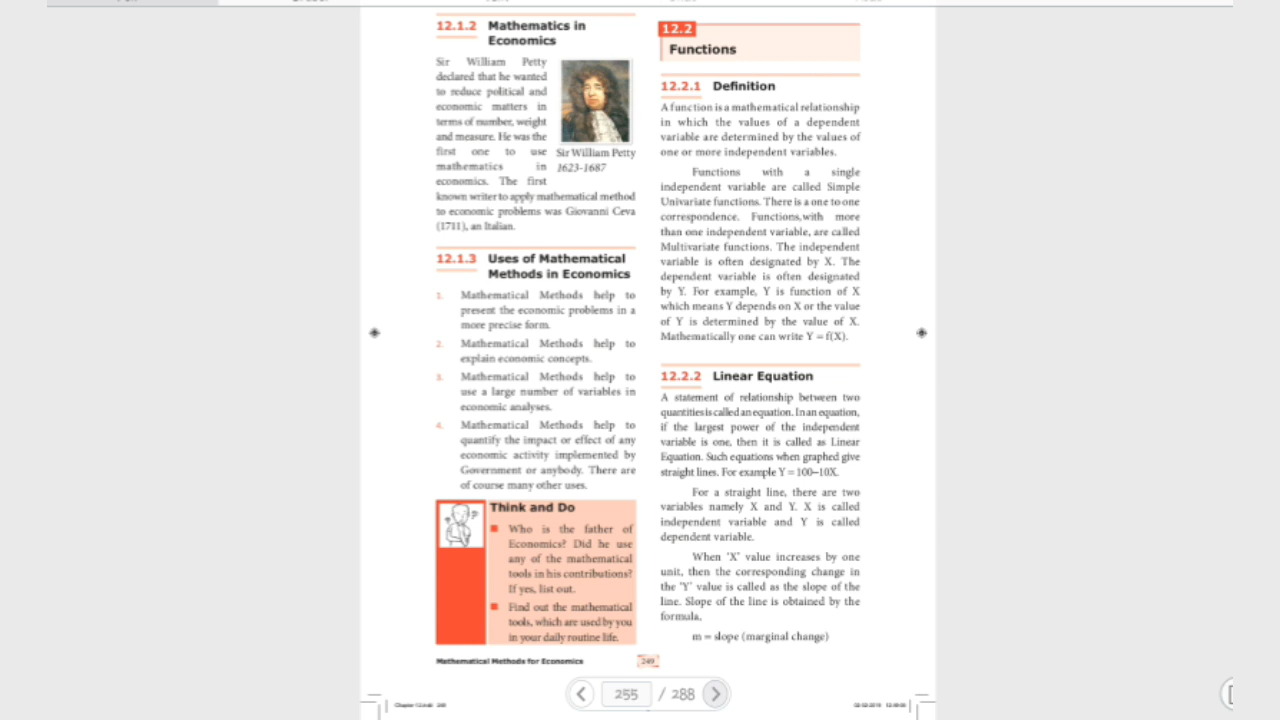 12.1.2 Mathematics in
Economics
Sir William Petty
declared that he wanted
to reduce political and
economic matters in
terms of number, weight
and measure. He was the
first one to use
mathematics in
economics. The first
Sir William Petty
1623-1687
known writer to apply mathematical method
to economic problems was Giovanni Ceva
(1711), an Italian.
12.1.3 Uses of Mathematical
Methods in Economics
1. Mathematical Methods help to
present the economic problems in a
more precise form.
2. Mathematical Methods help to
explain economic concepts.
3. Mathematical Methods help to
use a large number of variables in
economic analyses.
4. Mathematical Methods help to
quantify the impact or effect of any
economic activity implemented by
Government or anybody. There are
of course many other uses.
Think and Do
Who is the father of
Economics? Did he use
any of the mathematical
tools in his contributions?
If yes, list out.
Find out the mathematical
tools, which are used by you
in your daily routine life.
12.2
Functions
12.2.1 Definition
A function is a mathematical relationship
in which the values of a dependent
variable are determined by the values of
one or more independent variables.
Functions with a single
independent variable are called Simple
Univariate functions. There is a one to one
correspondence. Functions,with more
than one independent variable, are called
Multivariate functions. The independent
variable is often designated by X. The
dependent variable is often designated
by Y. For example, Y is function of X
which means Y depends on X or the value
of Y is determined by the value of X.
Mathematically one can write Y = f(X).
12.2.2 Linear Equation
A statement of relationship between two
quantities is called an equation. In an equation,
if the largest power of the independent
variable is one, then it is called as Linear
Equation. Such equations when graphed give
straight lines. For example Y = 100–10X.
For a straight line, there are two
variables namely X and Y. X is called
independent variable and Y is called
dependent variable.
When 'X' value increases by one
unit, then the corresponding change in
the 'Y' value is called as the slope of the
line. Slope of the line is obtained by the
formula,
m = slope (marginal change)
Mathematical Methods for Economics
249
255 / 288